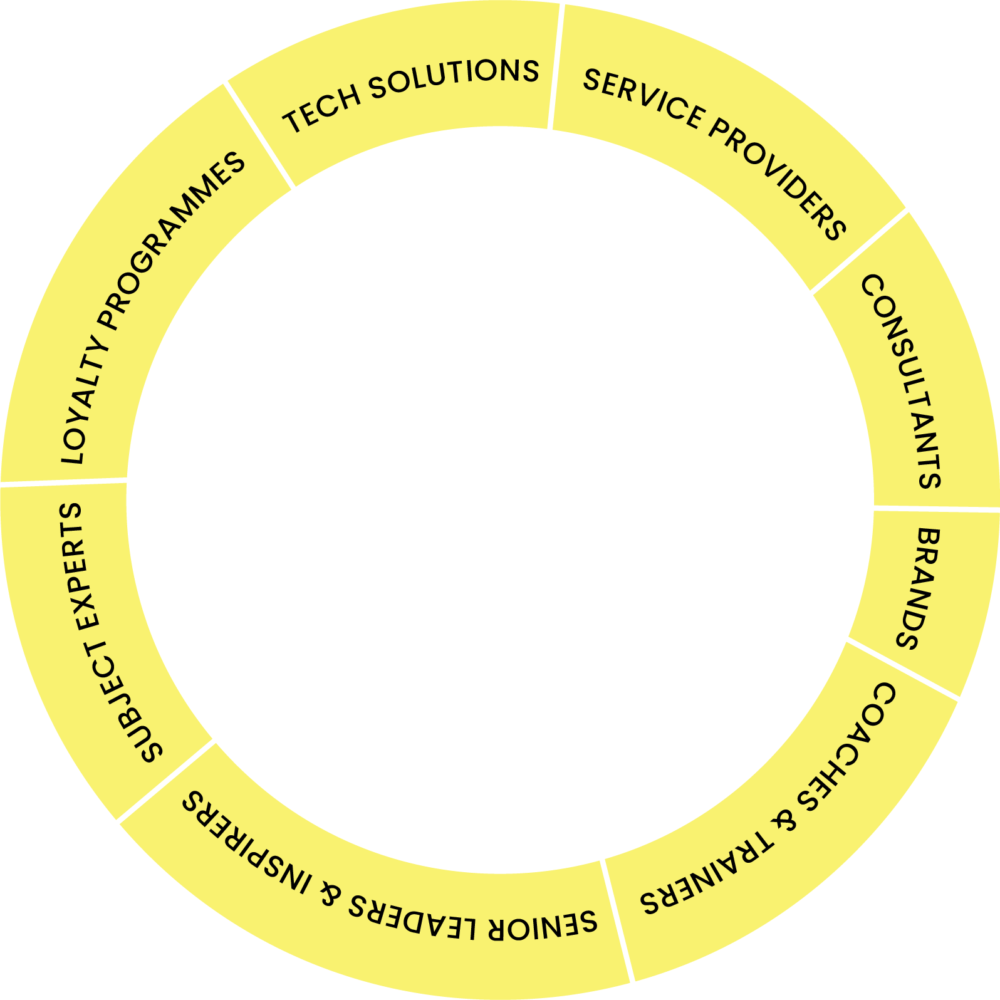 TECH SOLUTIONS
SERVICE PROVIDERS
CONSULTANTS
BRANDS
COACHES & TRAINERS
SENIOR LEADERS & INSPIRERS
SUBJECT EXPERTS
LOYALTY PROGRAMMES